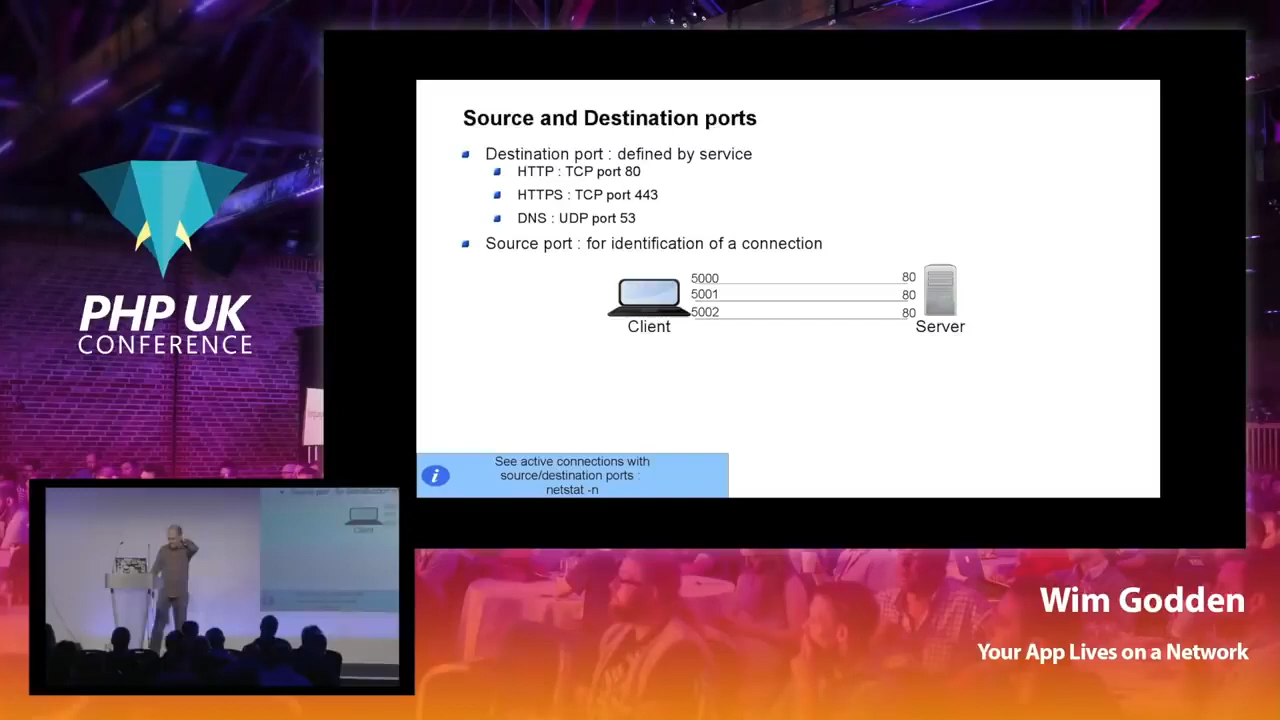 PHP UK
CONFERENCE
Source and Destination ports
Destination port : defined by service
HTTP : TCP port 80
HTTPS : TCP port 443
DNS : UDP port 53
Source port : for identification of a connection
5000 80
5001 80
5002 80
Client Server
i
See active connections with
source/destination ports :
netstat -n
Client
Wim Godden
Your App Lives on a Network